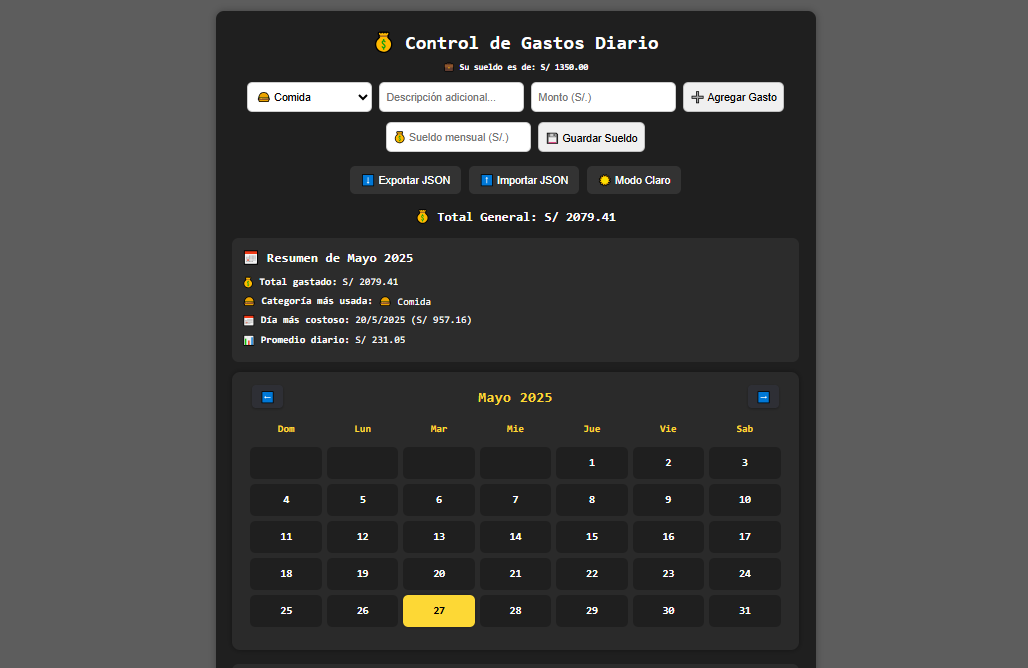 Control de Gastos Diario
Su sueldo es de: S/ 1350.00
Comida Descripción adicional... Monto (S/.) Agregar Gasto
Sueldo mensual (S/.) Guardar Sueldo
Exportar JSON Importar JSON Modo Claro
Total General: S/ 2079.41
Resumen de Mayo 2025
Total gastado: S/ 2079.41
Categoría más usada: Comida
Día más costoso: 20/5/2025 (S/ 957.16)
Promedio diario: S/ 231.05
Mayo 2025
Dom Lun Mar Mie Jue Vie Sab
1 2 3
4 5 6 7 8 9 10
11 12 13 14 15 16 17
18 19 20 21 22 23 24
25 26 27 28 29 30 31